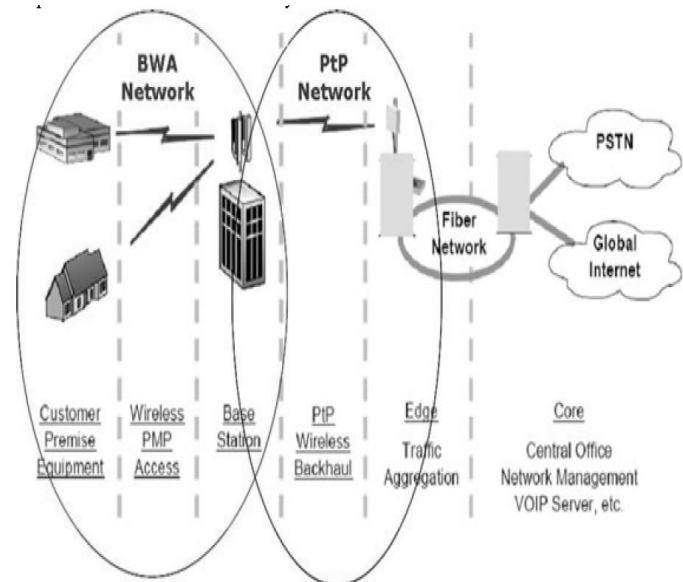 BWA
Network
PtP
Network
PSTN
Fiber
Network
Global
Internet
Customer
Premise
Equipment
Wireless
PMP
Access
Base
Station
PtP
Wireless
Backhaul
Edge
Traffic
Aggregation
Core
Central Office
Network Management
VOIP Server, etc.